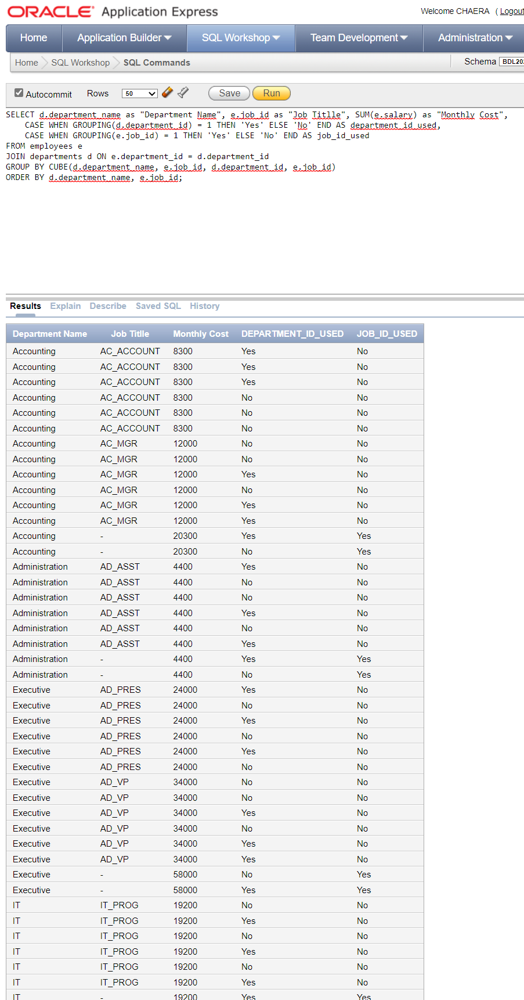 ORACLE® Application Express
Welcome CHAERA ( Logout
Home Application Builder SQL Workshop Team Development Administration
Home SQL Workshop SQL Commands Schema BDL20
Autocommit Rows 50 Save Run
SELECT d.department_name as "Department Name", e.job_id as "Job Titlle", SUM(e.salary) as "Monthly Cost",
CASE WHEN GROUPING(d.department_id) = 1 THEN 'Yes' ELSE 'No' END AS department_id_used,
CASE WHEN GROUPING(e.job_id) = 1 THEN 'Yes' ELSE 'No' END AS job_id_used
FROM employees e
JOIN departments d ON e.department_id = d.department_id
GROUP BY CUBE(d.department_name, e.job_id, d.department_id, e.job_id)
ORDER BY d.department_name, e.job_id;
Results Explain Describe Saved SQL History
Department Name Job Titlle Monthly Cost DEPARTMENT_ID_USED JOB_ID_USED
Accounting AC_ACCOUNT 8300 Yes No
Accounting AC_ACCOUNT 8300 Yes No
Accounting AC_ACCOUNT 8300 Yes No
Accounting AC_ACCOUNT 8300 No No
Accounting AC_ACCOUNT 8300 No No
Accounting AC_ACCOUNT 8300 No No
Accounting AC_MGR 12000 No No
Accounting AC_MGR 12000 No No
Accounting AC_MGR 12000 Yes No
Accounting AC_MGR 12000 No No
Accounting AC_MGR 12000 Yes No
Accounting AC_MGR 12000 Yes No
Accounting - 20300 Yes Yes
Accounting - 20300 No Yes
Administration AD_ASST 4400 Yes No
Administration AD_ASST 4400 No No
Administration AD_ASST 4400 No No
Administration AD_ASST 4400 Yes No
Administration AD_ASST 4400 No No
Administration AD_ASST 4400 Yes No
Administration - 4400 Yes Yes
Administration - 4400 No Yes
Executive AD_PRES 24000 Yes No
Executive AD_PRES 24000 No No
Executive AD_PRES 24000 Yes No
Executive AD_PRES 24000 No No
Executive AD_PRES 24000 Yes No
Executive AD_PRES 24000 No No
Executive AD_VP 34000 No No
Executive AD_VP 34000 No No
Executive AD_VP 34000 Yes No
Executive AD_VP 34000 No No
Executive AD_VP 34000 Yes No
Executive AD_VP 34000 Yes No
Executive - 58000 No Yes
Executive - 58000 Yes Yes
IT IT_PROG 19200 No No
IT IT_PROG 19200 Yes No
IT IT_PROG 19200 No No
IT IT_PROG 19200 Yes No
IT IT_PROG 19200 No No
IT IT_PROG 19200 Yes No
IT - 19200 Yes Yes